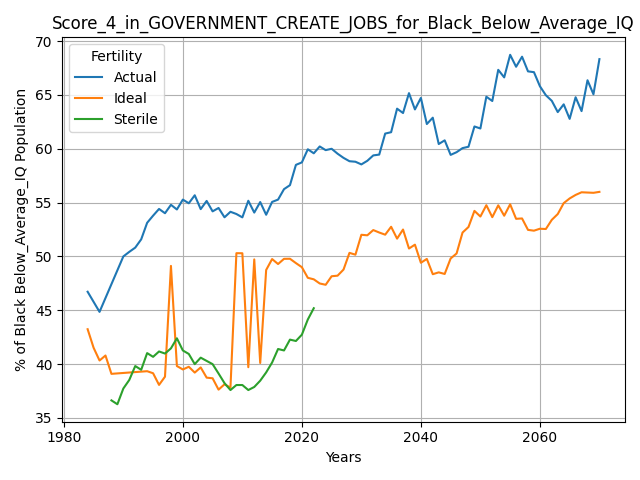 Score_4_in_GOVERNMENT_CREATE_JOBS_for_Black_Below_Average_IQ
70
65
60
55
50
45
40
35
% of Black Below_Average_IQ Population
Fertility
Actual
Ideal
Sterile
1980
2000
2020
2040
2060
Years